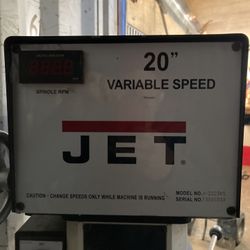 20"
VARIABLE SPEED
SPINDLE RPM
JET
®
CAUTION - CHANGE SPEEDS ONLY WHILE MACHINE IS RUNNING
MODEL NO.
SERIAL NO.